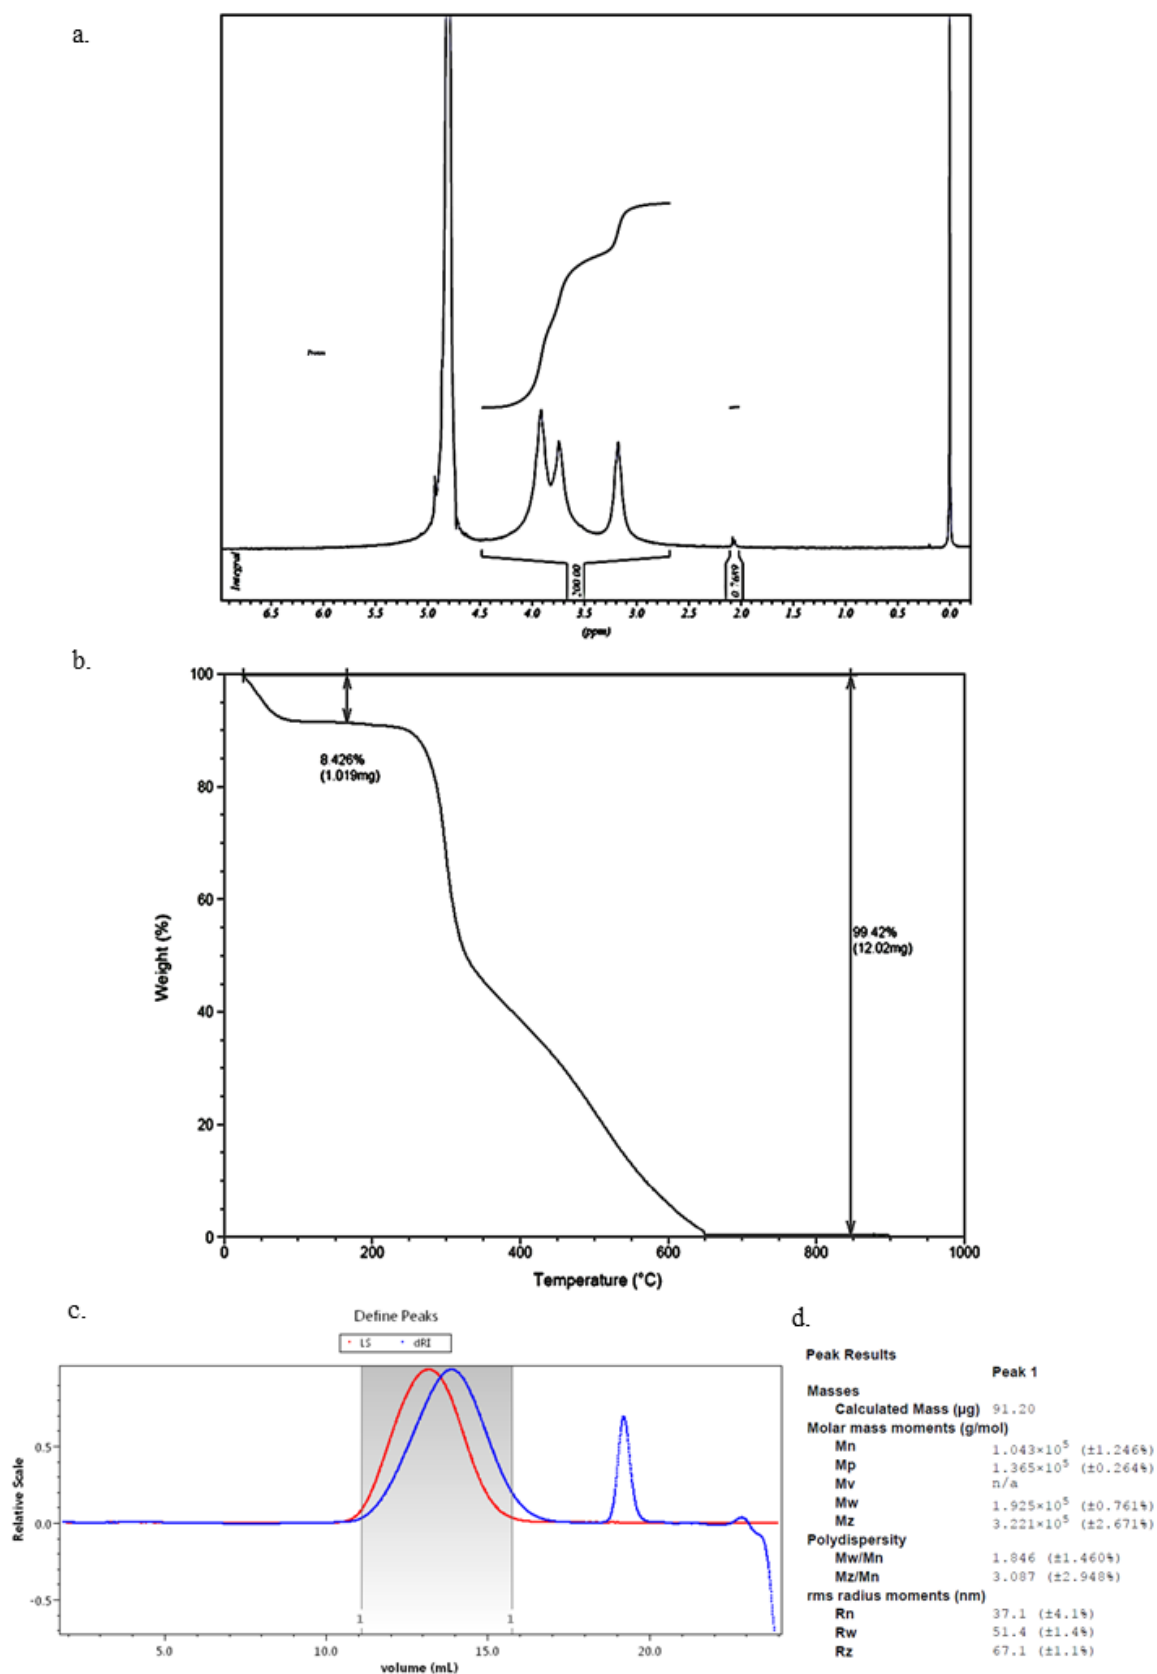 a.
Proton
Integral
200.00
0.7689
6.5 6.0 5.5 5.0 4.5 4.0 3.5 3.0 2.5 2.0 1.5 1.0 0.5 0.0
(ppm)
b.
100
80
60
40
20
0
Weight (%)
8.426%
(1.019mg)
99.42%
(12.02mg)
0 200 400 600 800 1000
Temperature (°C)
c.
Define Peaks
LS dRI
0.5
0.0
-0.5
Relative Scale
1 1
5.0 10.0 15.0 20.0
volume (mL)
d.
Peak Results
Peak 1
Masses
Calculated Mass (µg) 91.20
Molar mass moments (g/mol)
Mn 1.043×10⁵ (±1.246%)
Mp 1.365×10⁵ (±0.264%)
Mv n/a
Mw 1.925×10⁵ (±0.761%)
Mz 3.221×10⁵ (±2.671%)
Polydispersity
Mw/Mn 1.846 (±1.460%)
Mz/Mn 3.087 (±2.948%)
rms radius moments (nm)
Rn 37.1 (±4.1%)
Rw 51.4 (±1.4%)
Rz 67.1 (±1.1%)